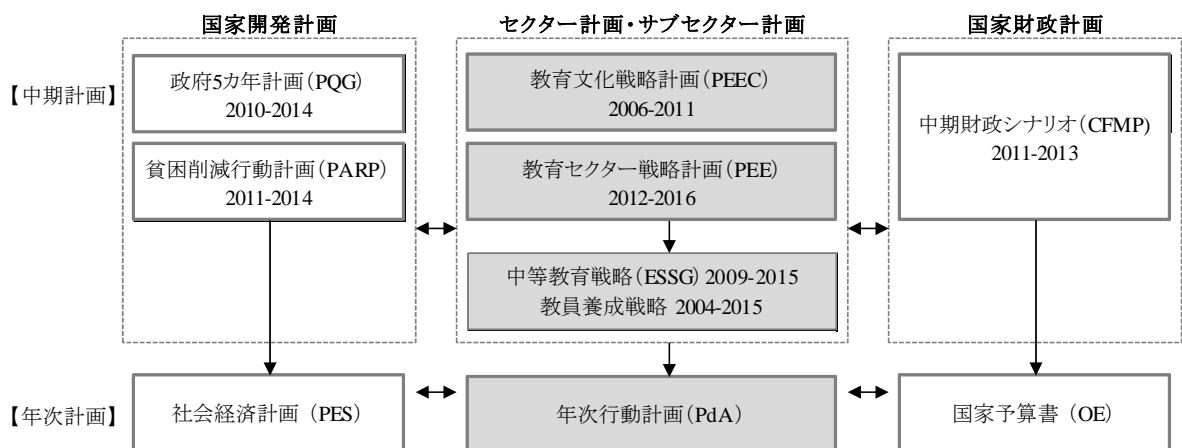 国家開発計画
セクター計画・サブセクター計画
国家財政計画
【中期計画】
政府5カ年計画(PQG)
2010-2014
貧困削減行動計画(PARP)
2011-2014
教育文化戦略計画(PEEC)
2006-2011
教育セクター戦略計画(PEE)
2012-2016
中等教育戦略(ESSG) 2009-2015
教員養成戦略 2004-2015
中期財政シナリオ(CFMP)
2011-2013
【年次計画】
社会経済計画 (PES)
年次行動計画(PdA)
国家予算書 (OE)